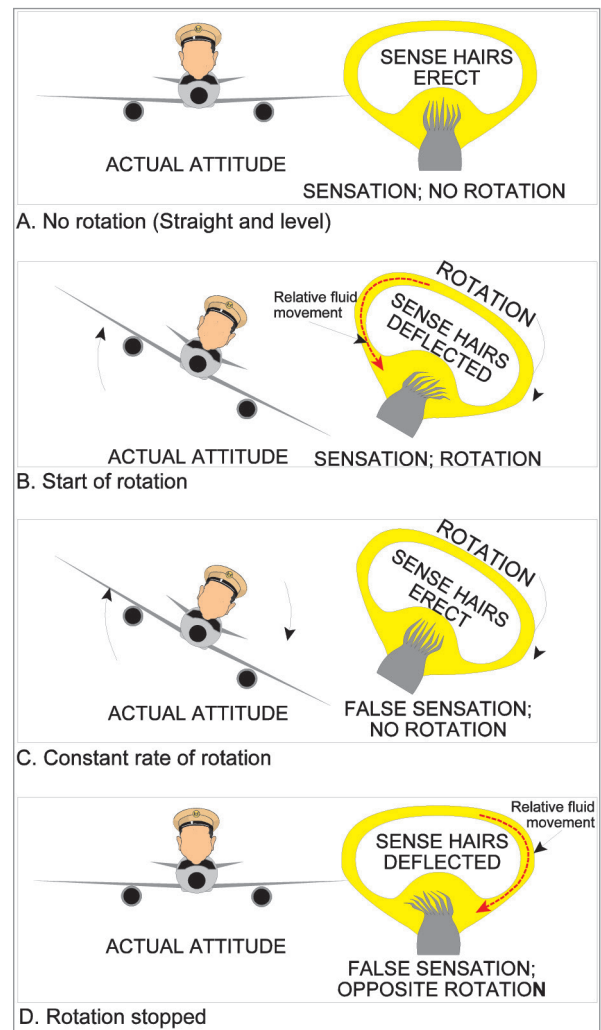 SENSE HAIRS
ERECT
ACTUAL ATTITUDE
SENSATION; NO ROTATION
A. No rotation (Straight and level)
ROTATION
Relative fluid
movement
SENSE HAIRS
DEFLECTED
ACTUAL ATTITUDE
SENSATION; ROTATION
B. Start of rotation
ROTATION
SENSE HAIRS
ERECT
ACTUAL ATTITUDE
FALSE SENSATION;
NO ROTATION
C. Constant rate of rotation
Relative fluid
movement
SENSE HAIRS
DEFLECTED
ACTUAL ATTITUDE
FALSE SENSATION;
OPPOSITE ROTATION
D. Rotation stopped